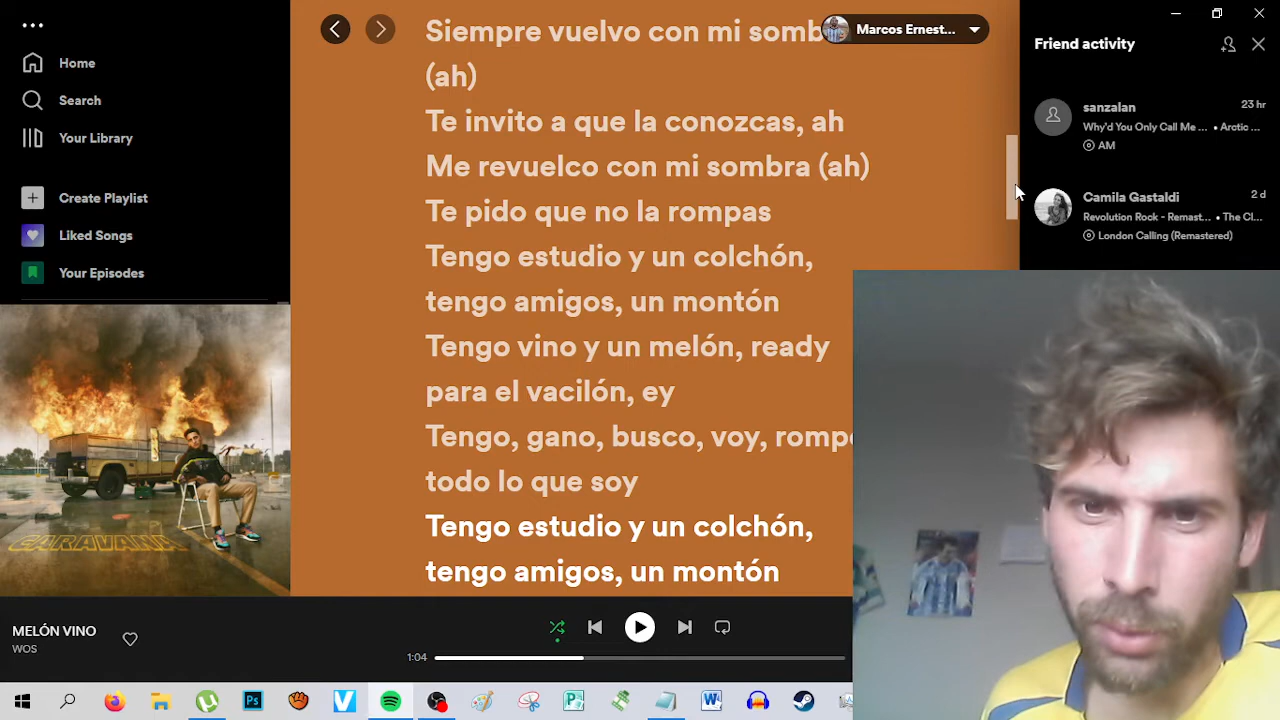 Home
Search
Your Library
Create Playlist
Liked Songs
Your Episodes
CARAVANA
MELÓN VINO
WOS
Siempre vuelvo con mi
(ah)
Te invito a que la conozcas, ah
Me revuelco con mi sombra (ah)
Te pido que no la rompas
Tengo estudio y un colchón,
tengo amigos, un montón
Tengo vino y un melón, ready
para el vacilón, ey
Tengo, gano, busco, voy,
todo lo que soy
Tengo estudio y un colchón,
tengo amigos, un montón
1:04
Marcos Ernest...
Friend activity
sanzalan
23 hr
Why'd You Only Call Me ... • Arctic ...
AM
Camila Gastaldi
2 d
Revolution Rock - Remast... • The Cl...
London Calling (Remastered)
Ps
V
P
W